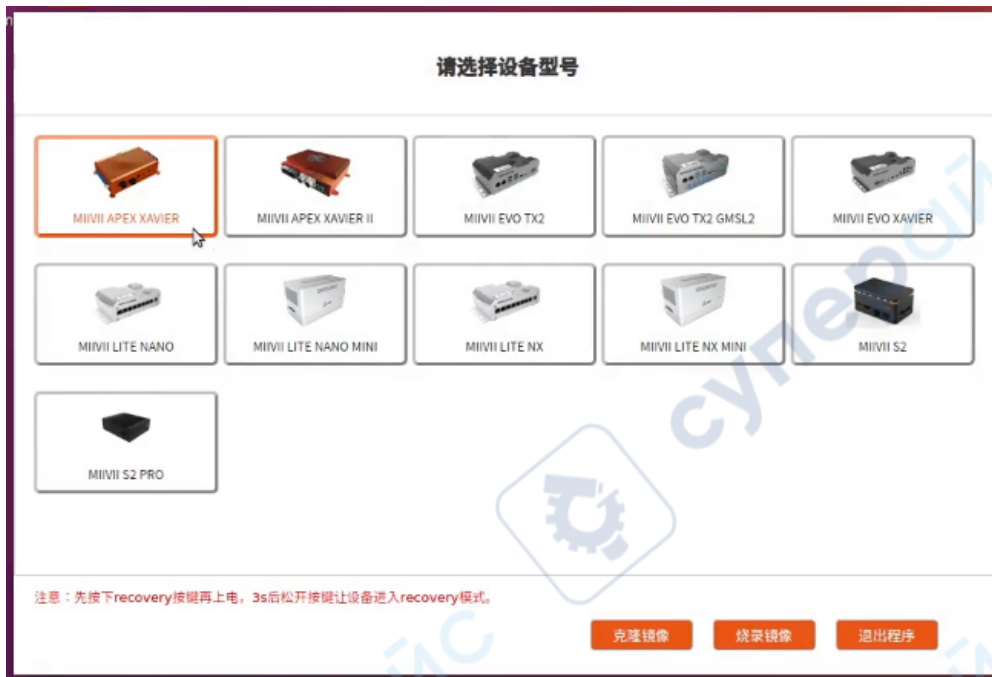 请选择设备型号
MIIVII APEX XAVIER
MIIVII APEX XAVIER II
MIIVII EVO TX2
MIIVII EVO TX2 GMSL2
MIIVII EVO XAVIER
MIIVII LITE NANO
MIIVII LITE NANO MINI
MIIVII LITE NX
MIIVII LITE NX MINI
MIIVII S2
MIIVII S2 PRO
注意：先按下recovery按键再上电，3s后松开按键让设备进入recovery模式。
克隆镜像
烧录镜像
退出程序
суперайс